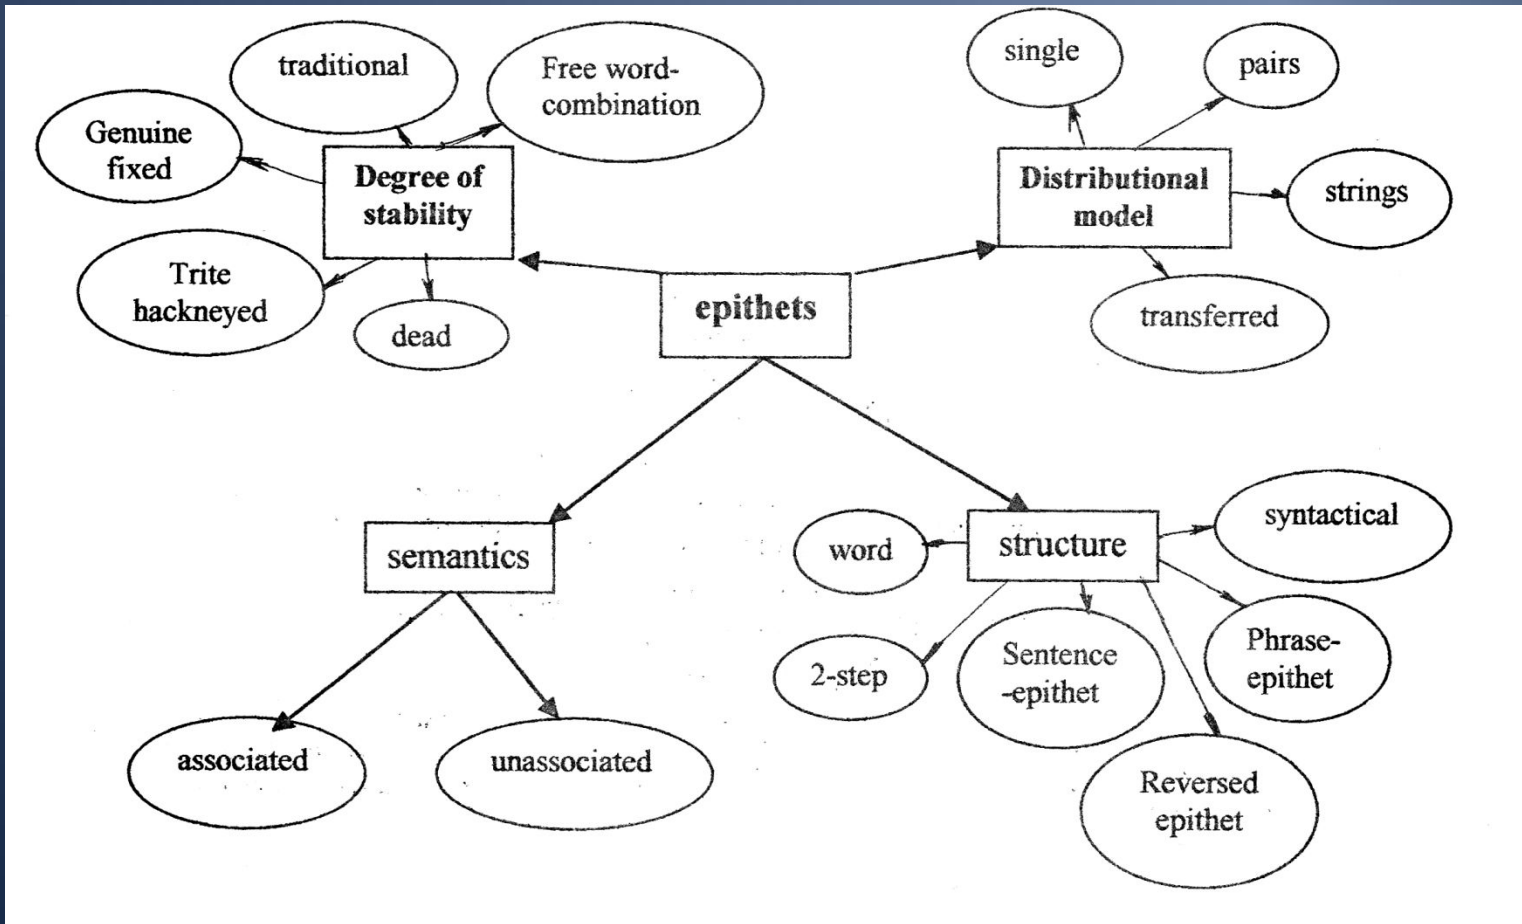 traditional
Free word-
combination
Genuine
fixed
Degree of
stability
Trite
hackneyed
dead
single
pairs
Distributional
model
strings
transferred
epithets
semantics
associated
unassociated
structure
word
syntactical
2-step
Sentence
-epithet
Phrase-
epithet
Reversed
epithet